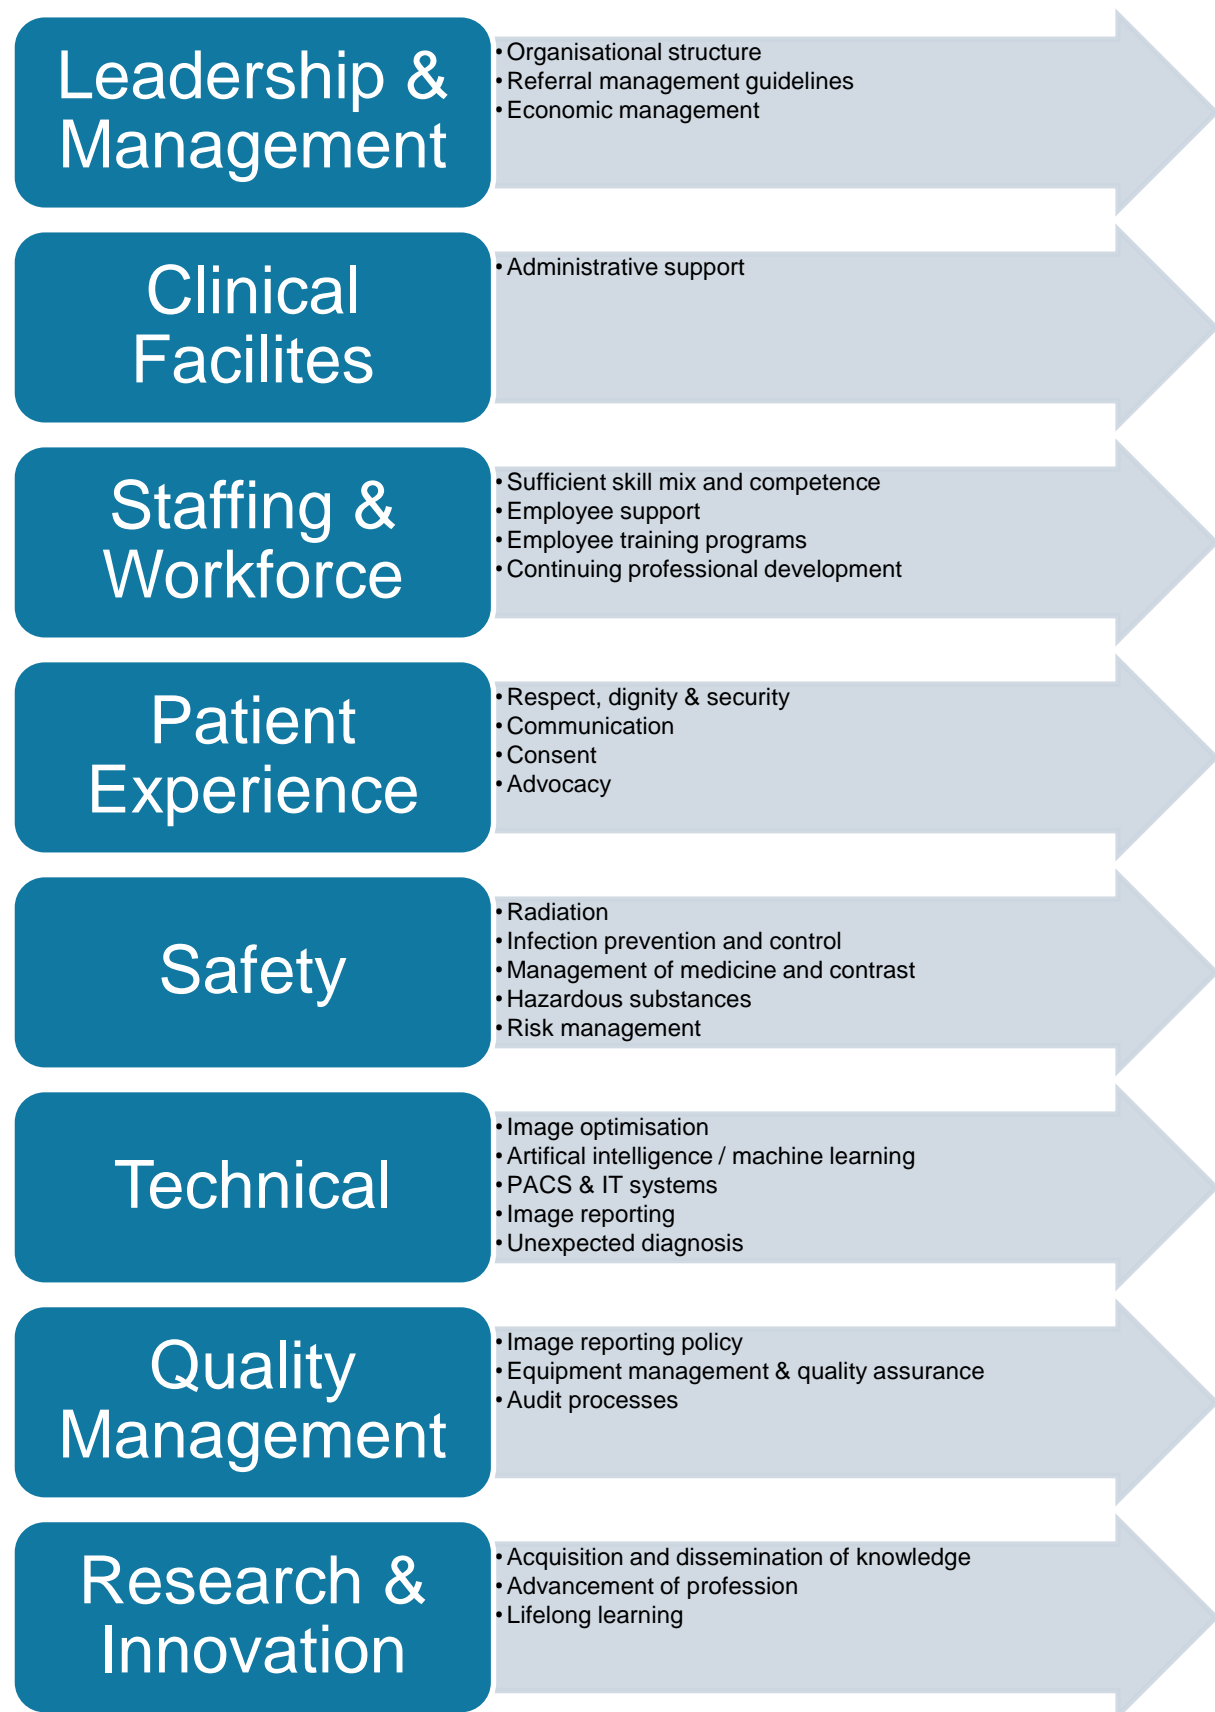 Leadership &
Management
• Organisational structure
• Referral management guidelines
• Economic management
Clinical
Facilites
• Administrative support
Staffing &
Workforce
• Sufficient skill mix and competence
• Employee support
• Employee training programs
• Continuing professional development
Patient
Experience
• Respect, dignity & security
• Communication
• Consent
• Advocacy
Safety
• Radiation
• Infection prevention and control
• Management of medicine and contrast
• Hazardous substances
• Risk management
Technical
• Image optimisation
• Artifical intelligence / machine learning
• PACS & IT systems
• Image reporting
• Unexpected diagnosis
Quality
Management
• Image reporting policy
• Equipment management & quality assurance
• Audit processes
Research &
Innovation
• Acquisition and dissemination of knowledge
• Advancement of profession
• Lifelong learning